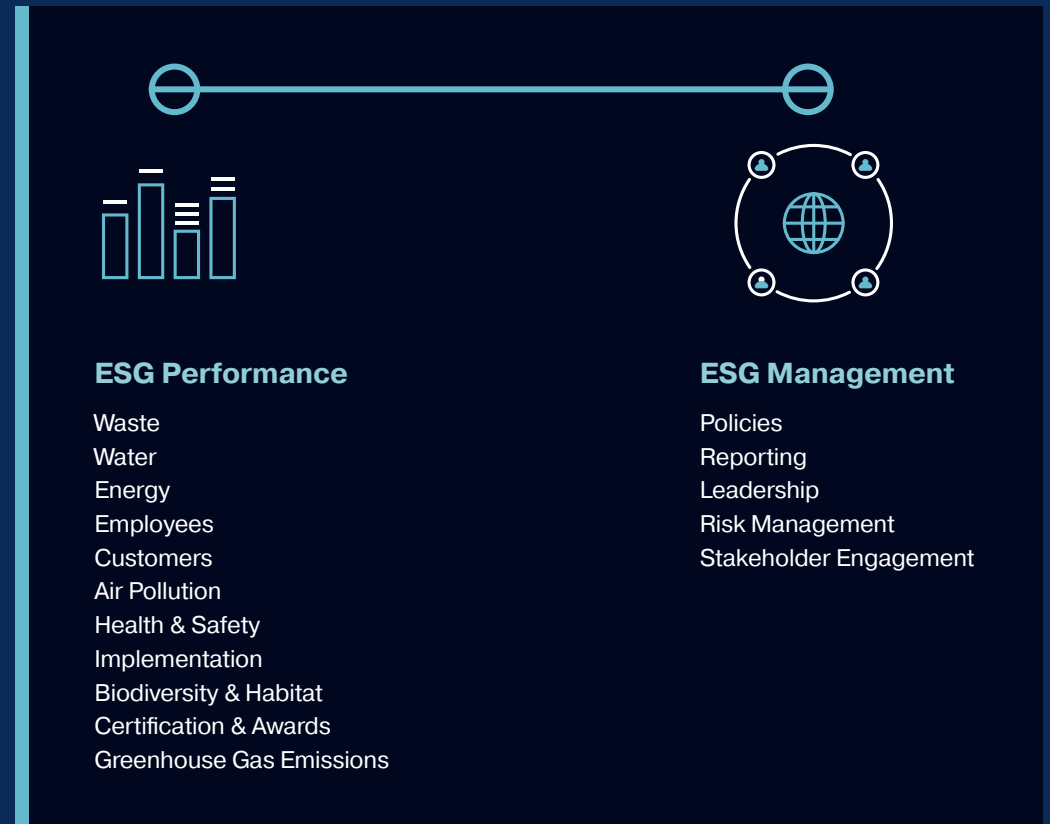 ESG Performance
Waste
Water
Energy
Employees
Customers
Air Pollution
Health & Safety
Implementation
Biodiversity & Habitat
Certification & Awards
Greenhouse Gas Emissions
ESG Management
Policies
Reporting
Leadership
Risk Management
Stakeholder Engagement